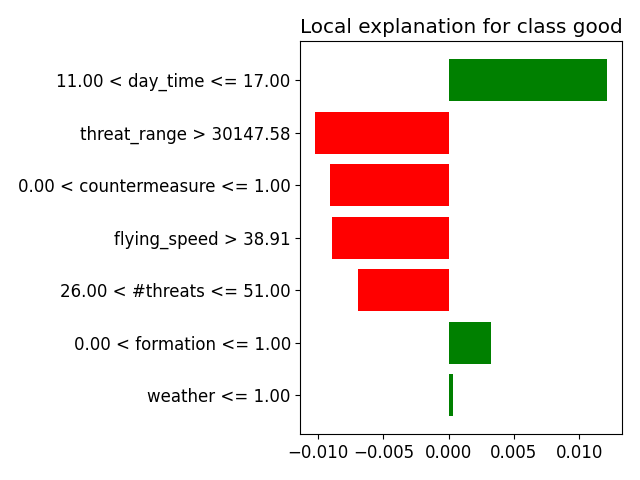 Local explanation for class good
11.00 < day_time <= 17.00
threat_range > 30147.58
0.00 < countermeasure <= 1.00
flying_speed > 38.91
26.00 < #threats <= 51.00
0.00 < formation <= 1.00
weather <= 1.00
−0.010 −0.005 0.000 0.005 0.010